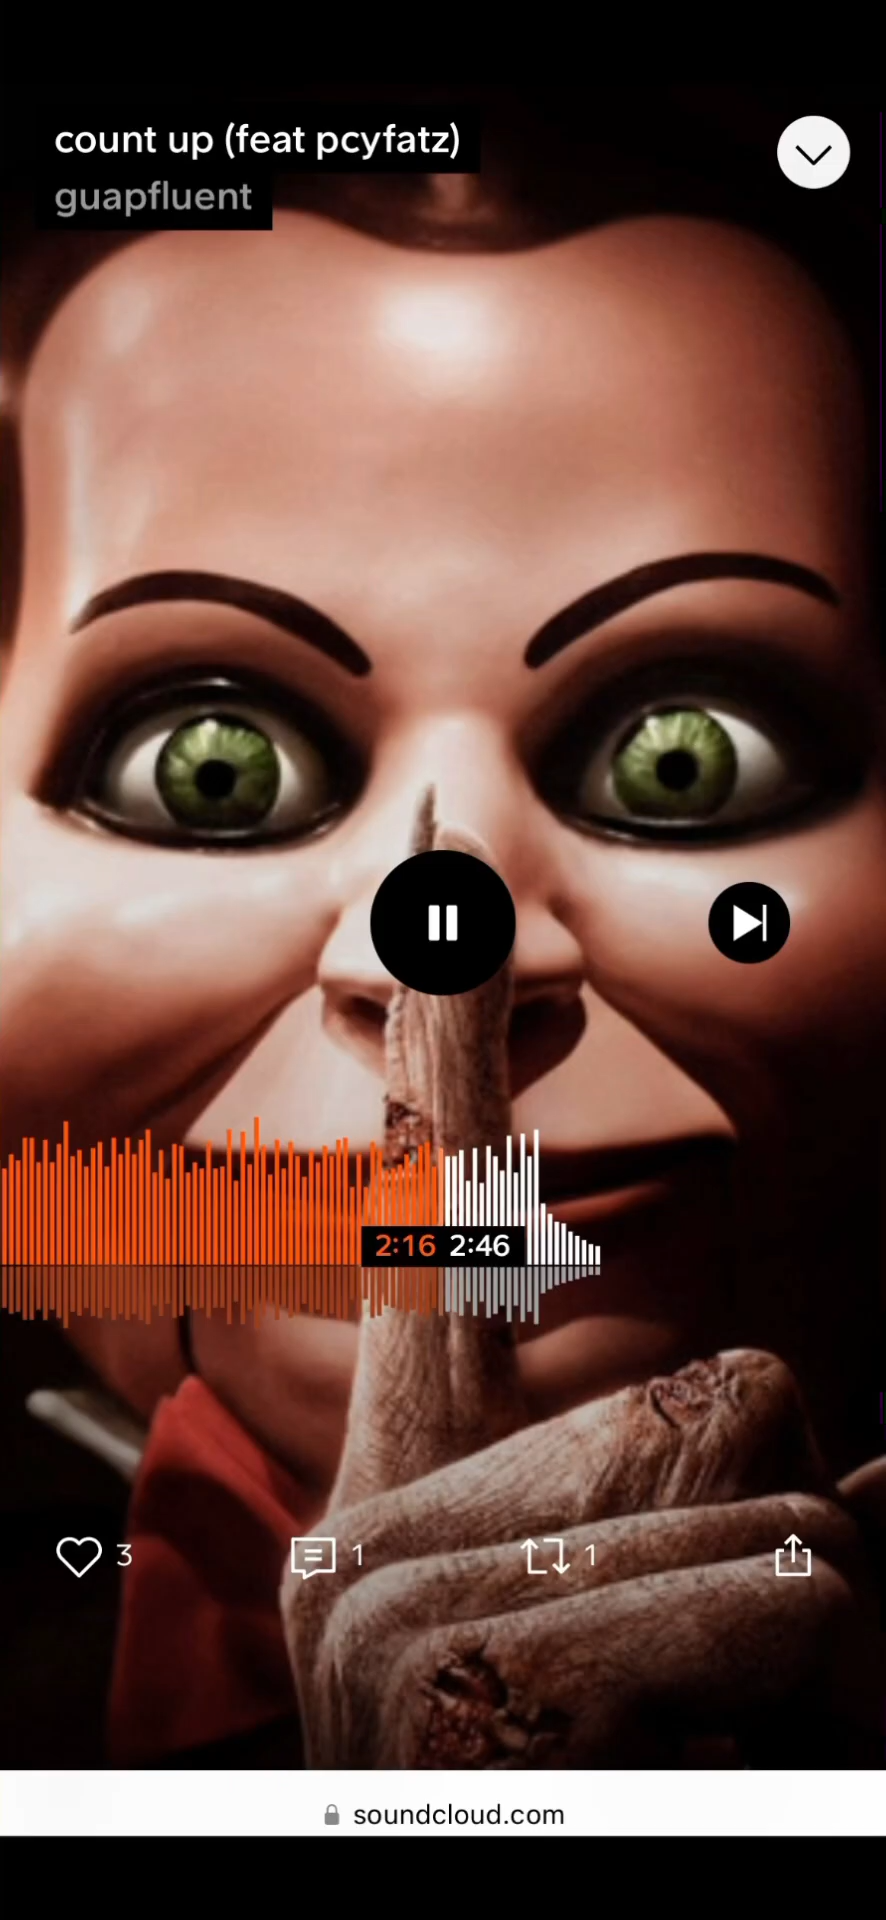 count up (feat pcyfatz)
guapfluent
2:16 2:46
3 1 1
soundcloud.com